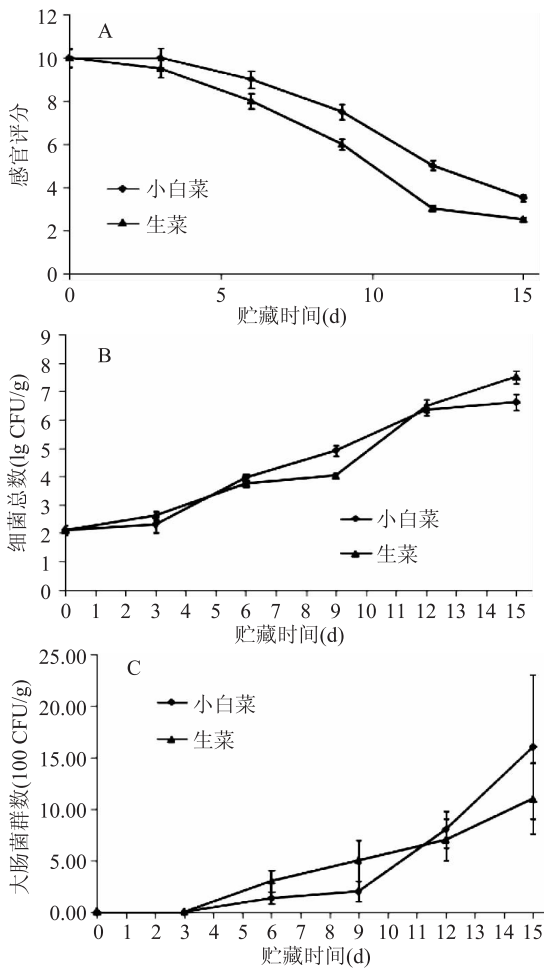 A
12
10
8
6
4
2
0
感官评分
小白菜
生菜
0 5 10 15
贮藏时间(d)
B
9
8
7
6
5
4
3
2
1
0
细菌总数(lg CFU/g)
小白菜
生菜
0 1 2 3 4 5 6 7 8 9 10 11 12 13 14 15
贮藏时间(d)
C
25.00
20.00
15.00
10.00
5.00
0.00
大肠菌群数(100 CFU/g)
小白菜
生菜
0 1 2 3 4 5 6 7 8 9 10 11 12 13 14 15
贮藏时间(d)